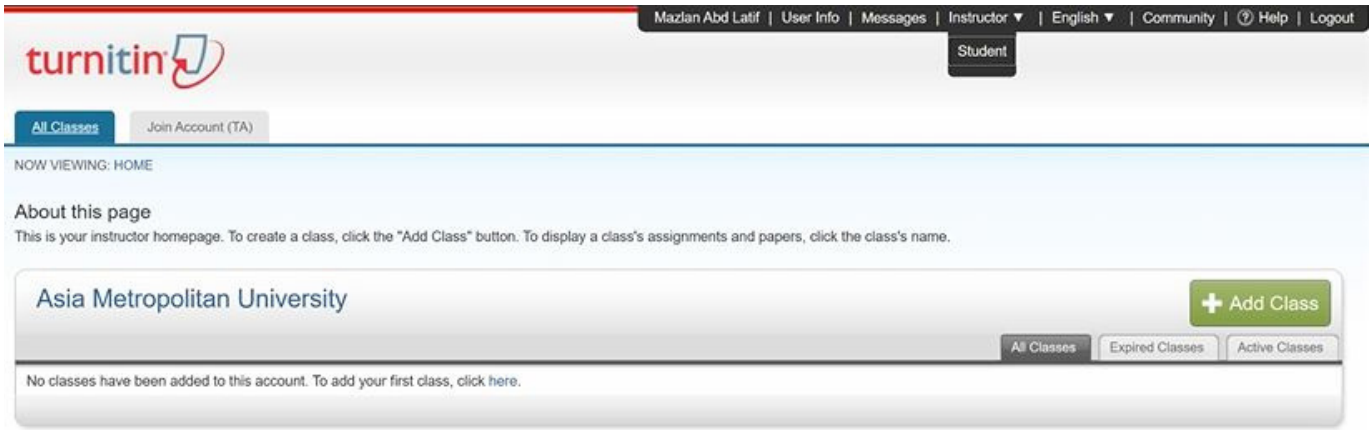 Mazlan Abd Latif | User Info | Messages | Instructor ▼ | English ▼ | Community | ? Help | Logout
Student
turnitin
All Classes Join Account (TA)
NOW VIEWING: HOME
About this page
This is your instructor homepage. To create a class, click the "Add Class" button. To display a class's assignments and papers, click the class's name.
Asia Metropolitan University
+ Add Class
All Classes Expired Classes Active Classes
No classes have been added to this account. To add your first class, click here.